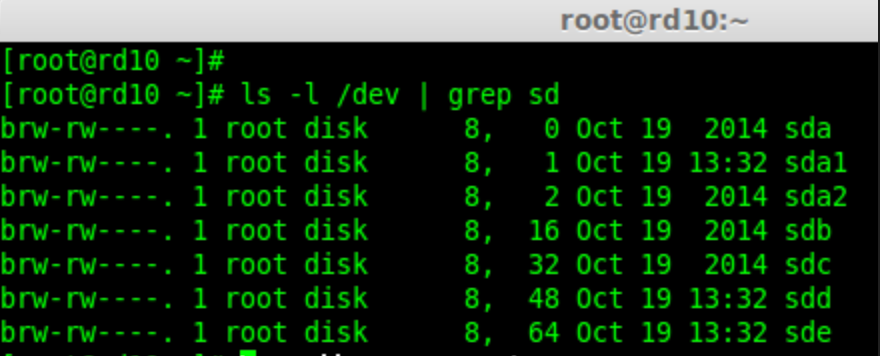 root@rd10:~
[root@rd10 ~]#
[root@rd10 ~]# ls -l /dev | grep sd
brw-rw----. 1 root disk      8,   0 Oct 19  2014 sda
brw-rw----. 1 root disk      8,   1 Oct 19 13:32 sda1
brw-rw----. 1 root disk      8,   2 Oct 19  2014 sda2
brw-rw----. 1 root disk      8,  16 Oct 19  2014 sdb
brw-rw----. 1 root disk      8,  32 Oct 19  2014 sdc
brw-rw----. 1 root disk      8,  48 Oct 19 13:32 sdd
brw-rw----. 1 root disk      8,  64 Oct 19 13:32 sde